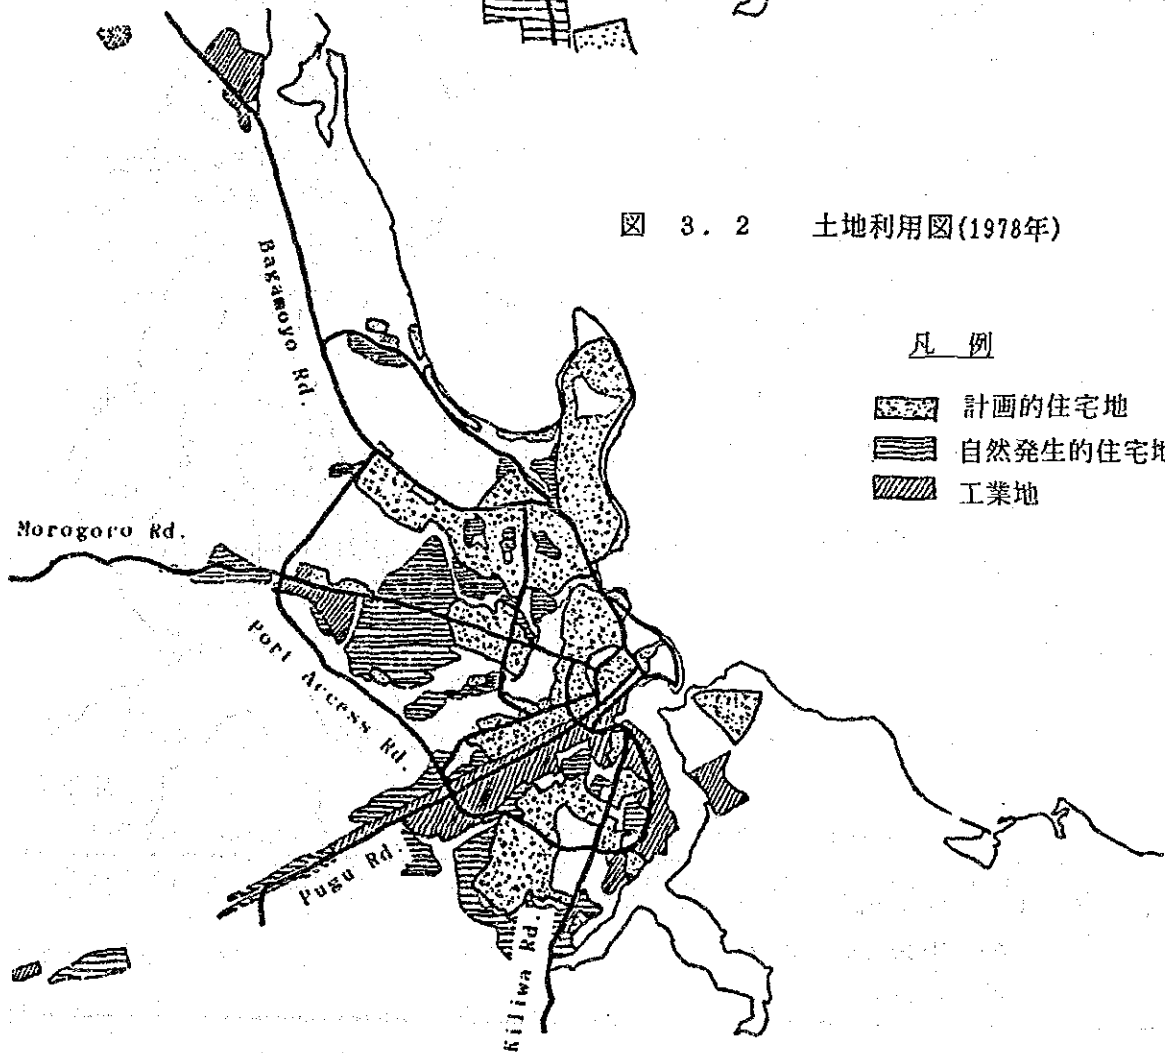 図 3.2 土地利用図(1978年)
Bagamoyo Rd.
凡 例
計画的住宅地
自然発生的住宅地
工業地
Morogoro Rd.
Port Access Rd.
Pugu Rd.
Kiliwa Rd.